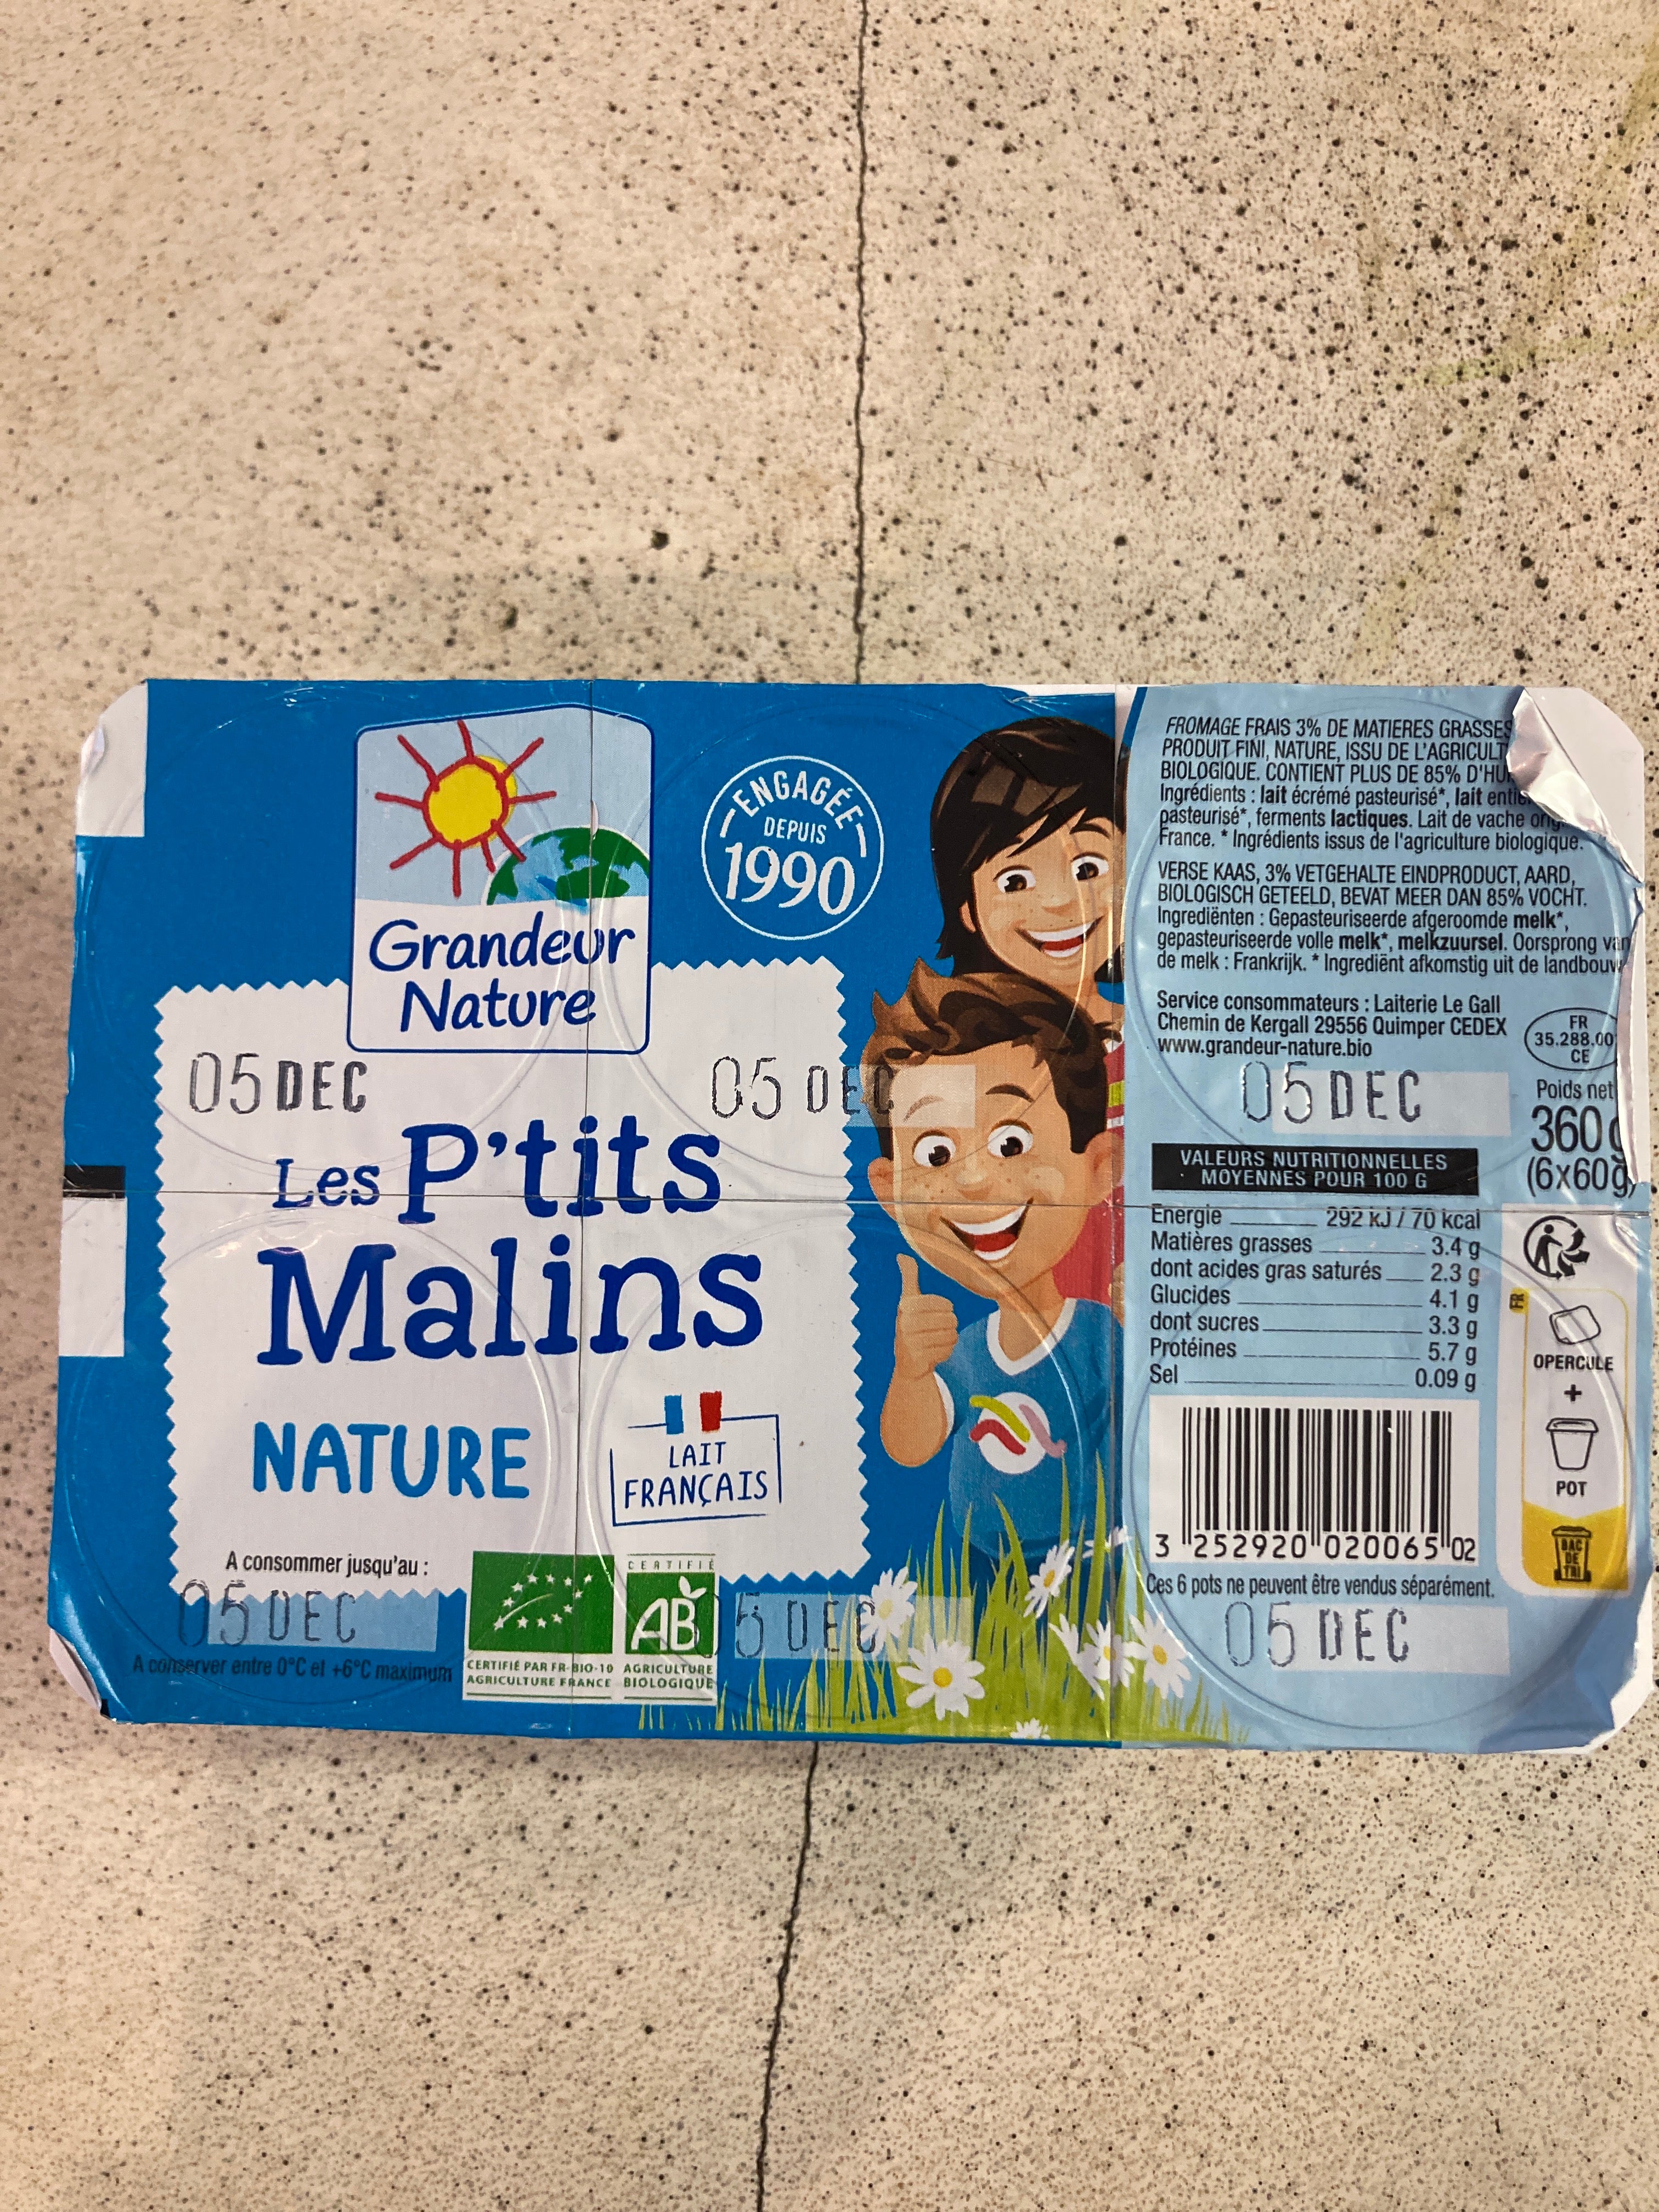 Grandeur
Nature
ENGAGÉE
DEPUIS
1990
05 DEC
05 DEC
Les P'tits
Malins
NATURE
LAIT
FRANÇAIS
A consommer jusqu'au :
05 DEC
05 DEC
A conserver entre 0°C et +6°C maximum
CERTIFIÉ PAR FR-BIO-10
AGRICULTURE FRANCE
CERTIFIÉ
AB
AGRICULTURE
BIOLOGIQUE
FROMAGE FRAIS 3% DE MATIERES GRASSES
PRODUIT FINI, NATURE, ISSU DE L'AGRICULT
BIOLOGIQUE. CONTIENT PLUS DE 85% D'HU
Ingrédients : lait écrémé pasteurisé*, lait entie
pasteurisé*, ferments lactiques. Lait de vache orig
France. * Ingrédients issus de l'agriculture biologique.
VERSE KAAS, 3% VETGEHALTE EINDPRODUCT, AARD,
BIOLOGISCH GETEELD, BEVAT MEER DAN 85% VOCHT.
Ingrediënten : Gepasteuriseerde afgeroomde melk*,
gepasteuriseerde volle melk*, melkzuursel. Oorsprong van
de melk : Frankrijk. * Ingrediënt afkomstig uit de landbouw
Service consommateurs : Laiterie Le Gall
Chemin de Kergall 29556 Quimper CEDEX
www.grandeur-nature.bio
FR
35.288.00
CE
05 DEC
Poids net
360 g
(6x60g)
VALEURS NUTRITIONNELLES
MOYENNES POUR 100 G
Energie 292 kJ / 70 kcal
Matières grasses 3.4 g
dont acides gras saturés 2.3 g
Glucides 4.1 g
dont sucres 3.3 g
Protéines 5.7 g
Sel 0.09 g
FR
OPERCULE
+
POT
BAC
DE
TRI
3 252920 020065 02
Ces 6 pots ne peuvent être vendus séparément.
05 DEC